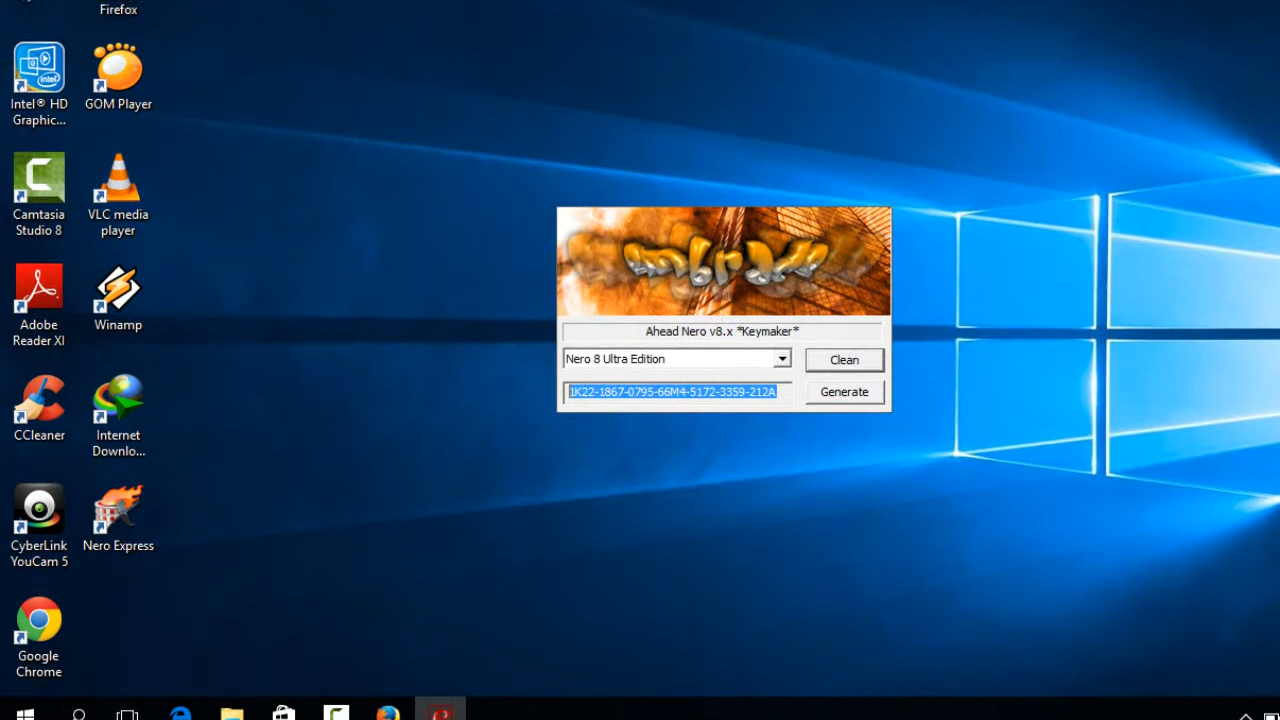 Firefox
Intel® HD
Graphic...
GOM Player
Camtasia
Studio 8
VLC media
player
Adobe
Reader XI
Winamp
CCleaner
Internet
Downlo...
CyberLink
YouCam 5
Nero Express
Google
Chrome
Ahead Nero v8.x *Keymaker*
Nero 8 Ultra Edition
Clean
1K22-1867-0795-66M4-5172-3359-212A
Generate